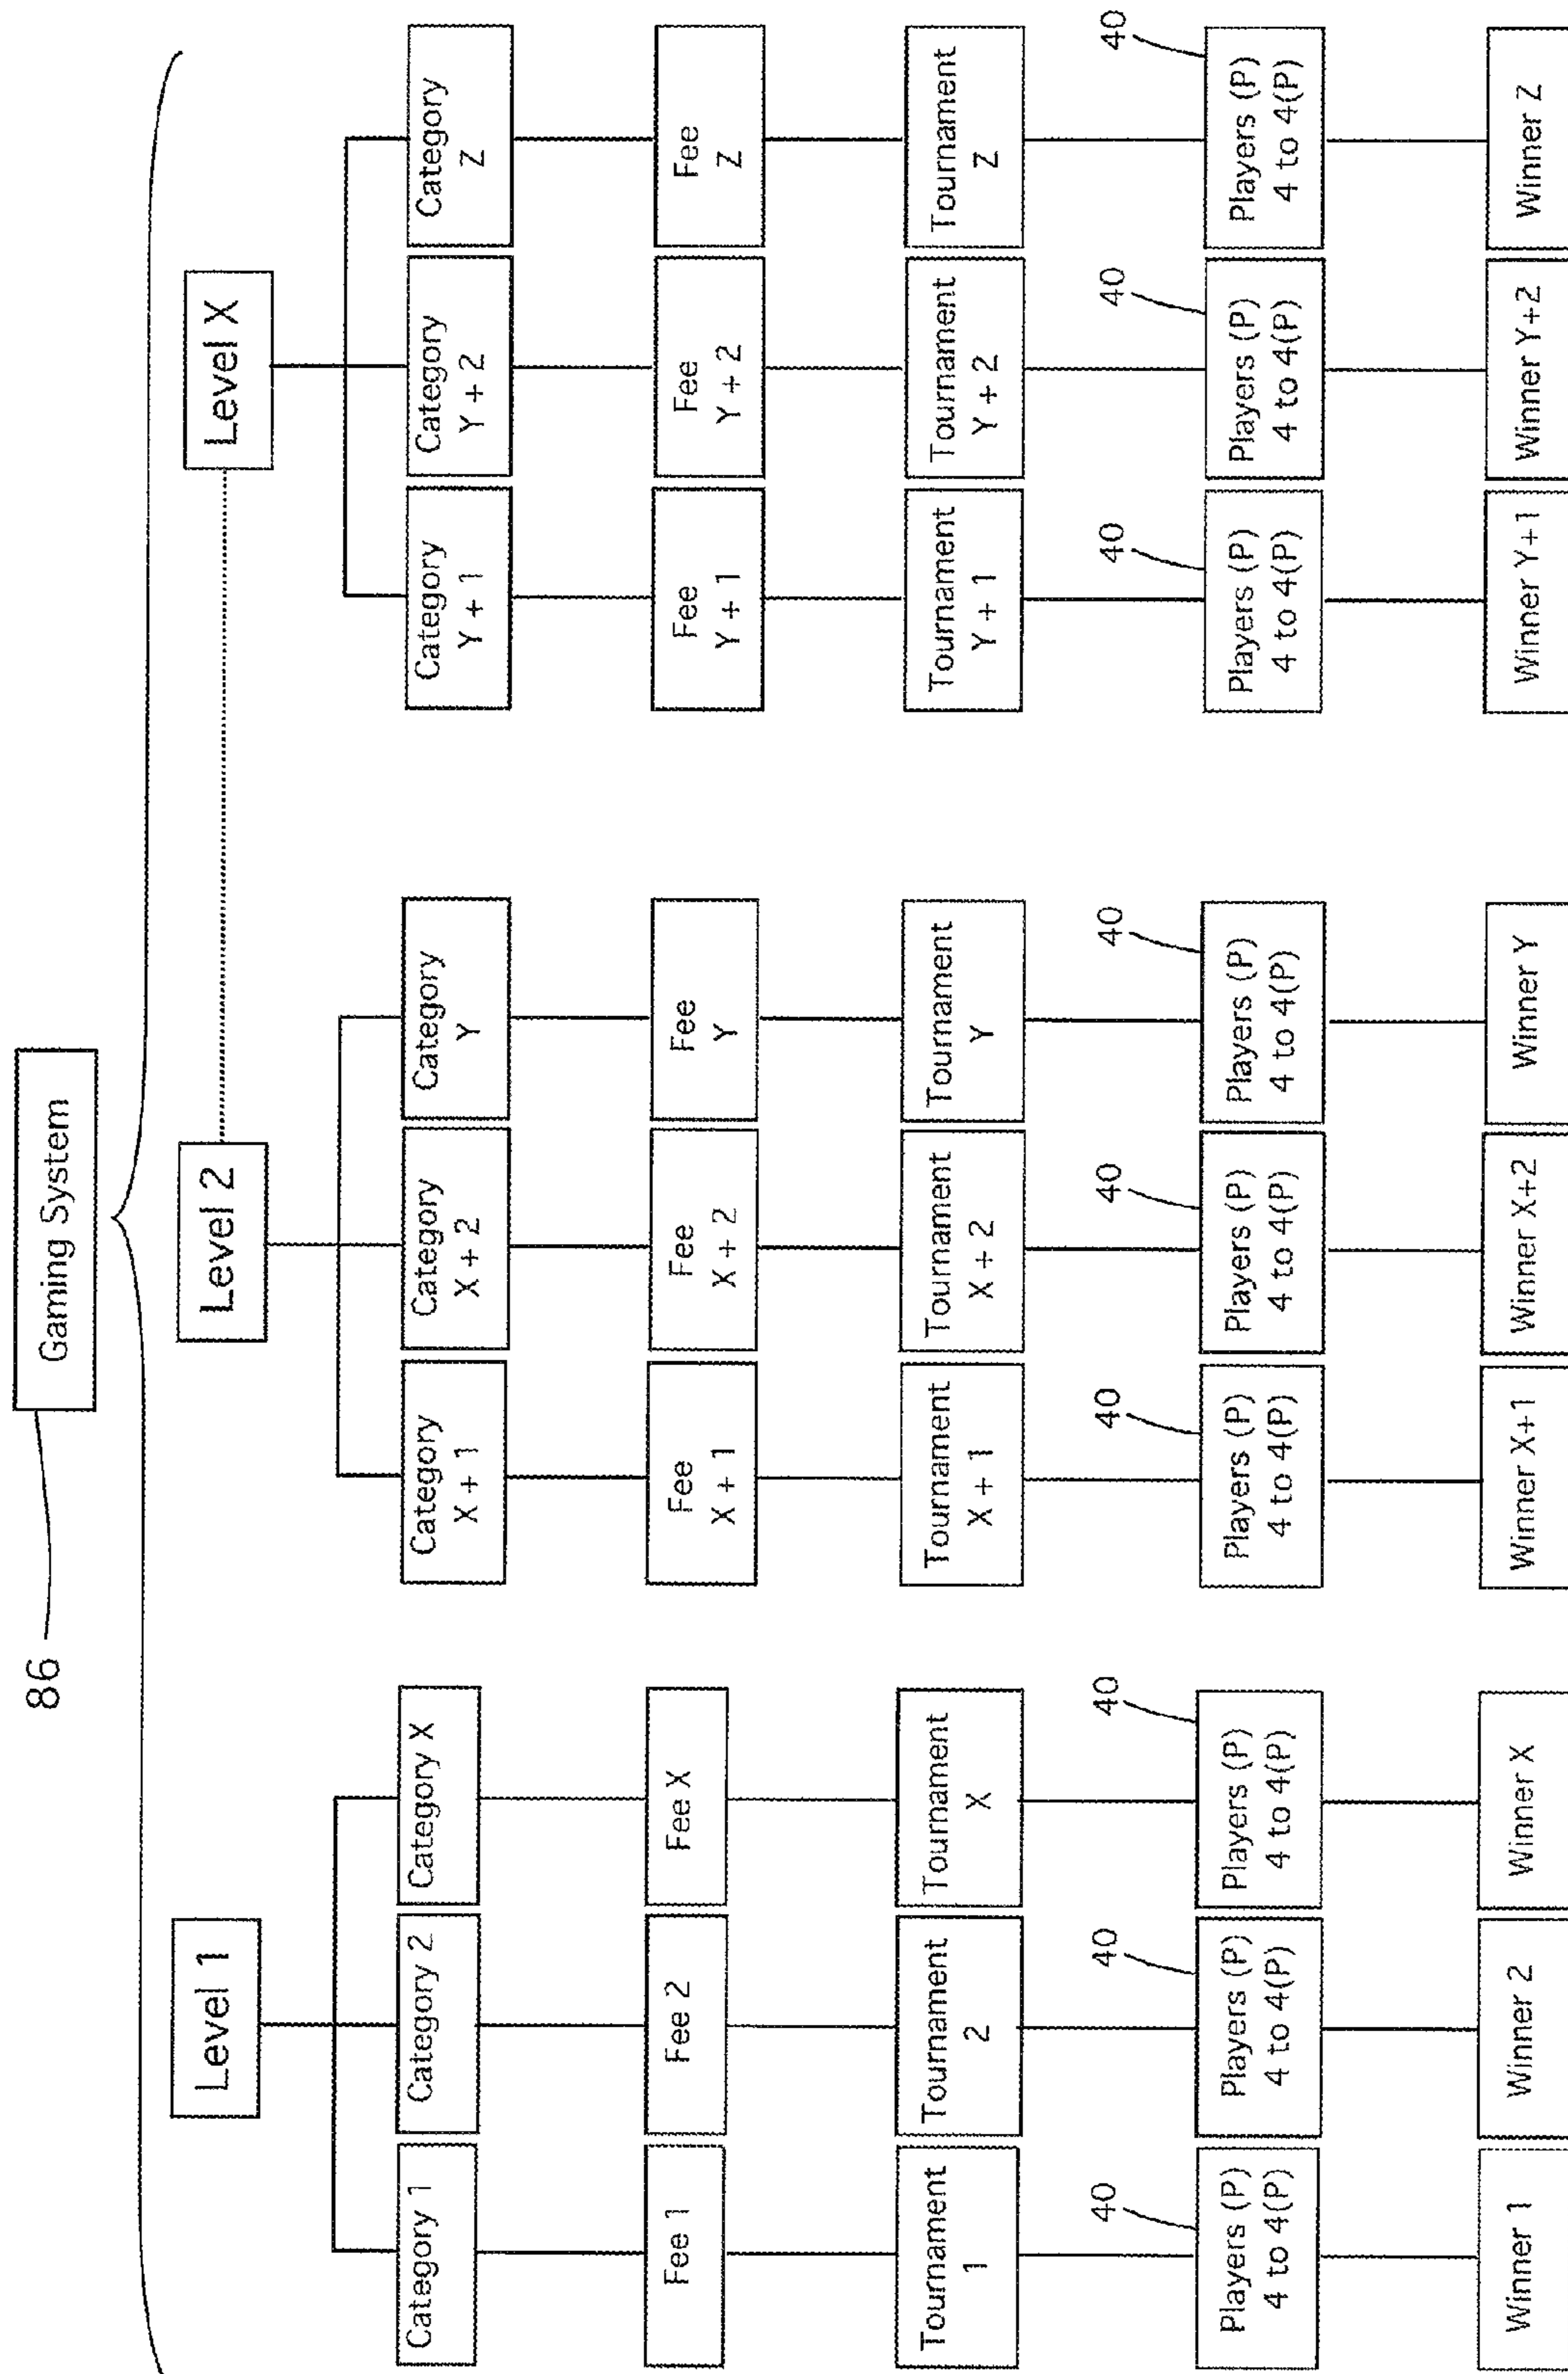 86
Gaming System
Level 1
Level 2
Level X
Category 1
Category 2
Category X
Category
X + 1
Category
X + 2
Category
Y
Category
Y + 1
Category
Y + 2
Category
Z
Fee 1
Fee 2
Fee X
Fee
X + 1
Fee
X + 2
Fee
Y
Fee
Y + 1
Fee
Y + 2
Fee
Z
Tournament
1
Tournament
2
Tournament
X
Tournament
X + 1
Tournament
X + 2
Tournament
Y
Tournament
Y + 1
Tournament
Y + 2
Tournament
Z
40
40
40
40
40
40
40
40
40
Players (P)
4 to 4(P)
Players (P)
4 to 4(P)
Players (P)
4 to 4(P)
Players (P)
4 to 4(P)
Players (P)
4 to 4(P)
Players (P)
4 to 4(P)
Players (P)
4 to 4(P)
Players (P)
4 to 4(P)
Players (P)
4 to 4(P)
Winner 1
Winner 2
Winner X
Winner X+1
Winner X+2
Winner Y
Winner Y+1
Winner Y+2
Winner Z